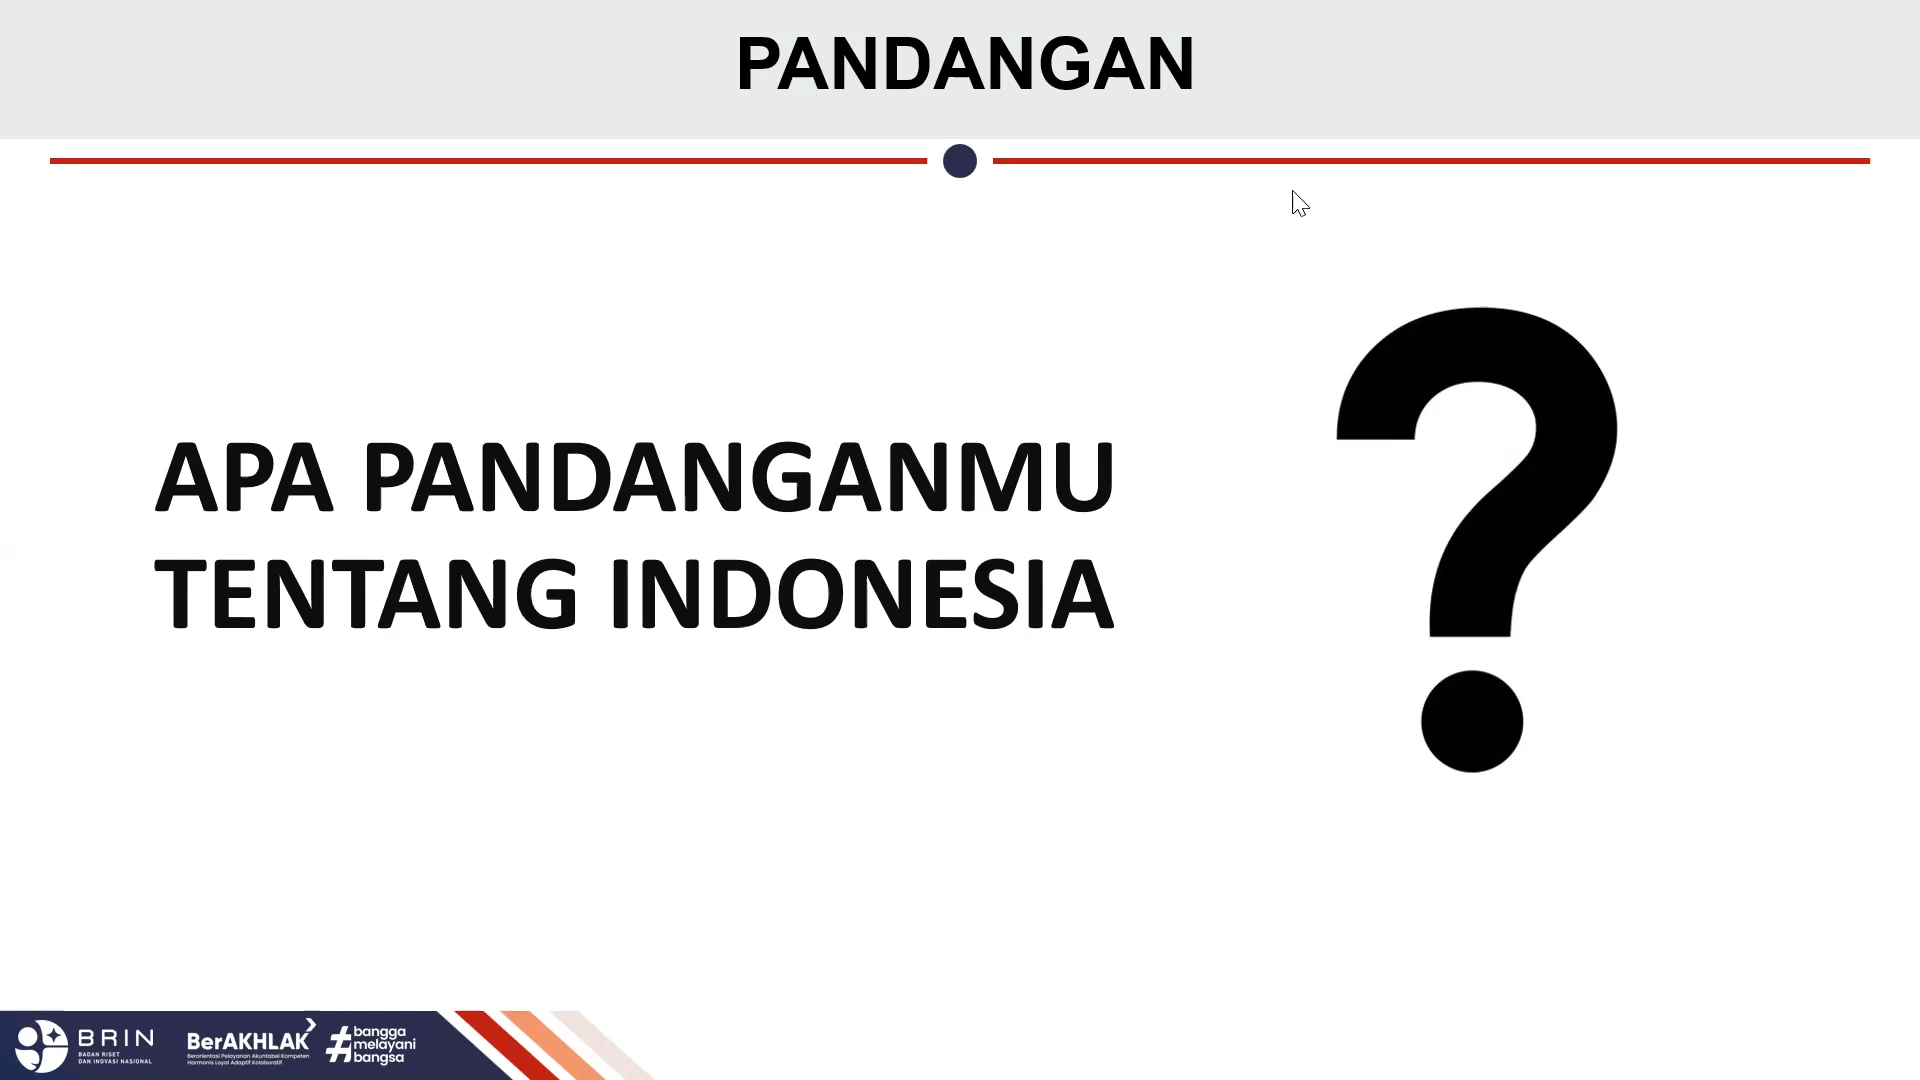 PANDANGAN
APA PANDANGANMU
TENTANG INDONESIA
?
BRIN
BADAN RISET
DAN INOVASI NASIONAL
BerAKHLAK
Berorientasi Pelayanan Akuntabel Kompeten
Harmonis Loyal Adaptif Kolaboratif
#bangga
melayani
bangsa